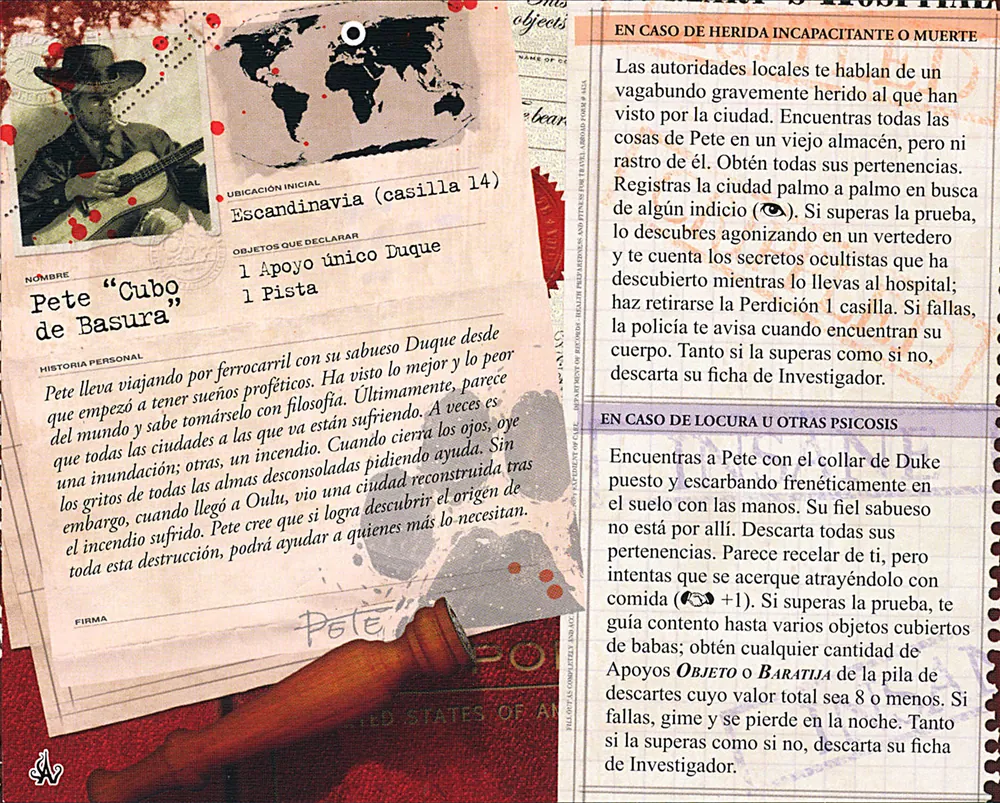 UBICACIÓN INICIAL
Escandinavia (casilla 14)
OBJETOS QUE DECLARAR
1 Apoyo único Duque
1 Pista
NOMBRE
Pete “Cubo
de Basura”
HISTORIA PERSONAL
Pete lleva viajando por ferrocarril con su sabueso Duque desde
que empezó a tener sueños proféticos. Ha visto lo mejor y lo peor
del mundo y sabe tomárselo con filosofía. Últimamente, parece
que todas las ciudades a las que va están sufriendo. A veces es
una inundación; otras, un incendio. Cuando cierra los ojos, oye
los gritos de todas las almas desconsoladas pidiendo ayuda. Sin
embargo, cuando llegó a Oulu, vio una ciudad reconstruida tras
el incendio sufrido. Pete cree que si logra descubrir el origen de
toda esta destrucción, podrá ayudar a quienes más lo necesitan.
FIRMA
PETE
EN CASO DE HERIDA INCAPACITANTE O MUERTE
Las autoridades locales te hablan de un
vagabundo gravemente herido al que han
visto por la ciudad. Encuentras todas las
cosas de Pete en un viejo almacén, pero ni
rastro de él. Obtén todas sus pertenencias.
Registras la ciudad palmo a palmo en busca
de algún indicio (). Si superas la prueba,
lo descubres agonizando en un vertedero
y te cuenta los secretos ocultistas que ha
descubierto mientras lo llevas al hospital;
haz retirarse la Perdición 1 casilla. Si fallas,
la policía te avisa cuando encuentran su
cuerpo. Tanto si la superas como si no,
descarta su ficha de Investigador.
EN CASO DE LOCURA U OTRAS PSICOSIS
Encuentras a Pete con el collar de Duke
puesto y escarbando frenéticamente en
el suelo con las manos. Su fiel sabueso
no está por allí. Descarta todas sus
pertenencias. Parece recelar de ti, pero
intentas que se acerque atrayéndolo con
comida ( +1). Si superas la prueba, te
guía contento hasta varios objetos cubiertos
de babas; obtén cualquier cantidad de
Apoyos OBJETO o BARATIJA de la pila de
descartes cuyo valor total sea 8 o menos. Si
fallas, gime y se pierde en la noche. Tanto
si la superas como si no, descarta su ficha
de Investigador.
STATES OF AM